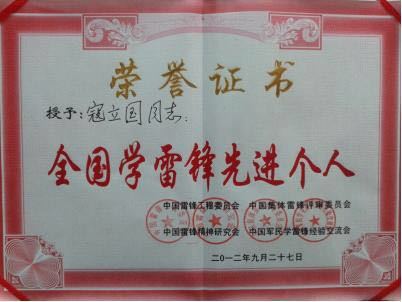 荣誉证书
授予：寇立国同志：
全国学雷锋先进个人
中国雷锋工程委员会 中国集体雷锋评审委员会
中国雷锋精神研究会 中国军民学雷锋经验交流会
二〇一二年九月二十七日